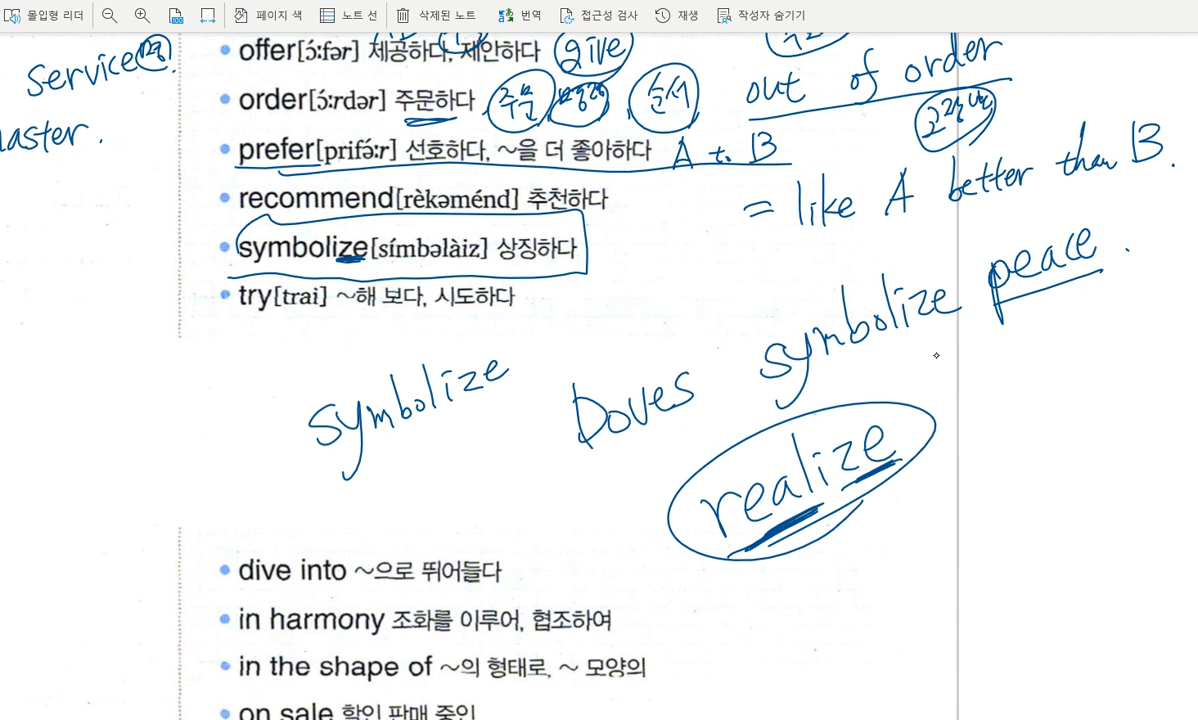 몰입형 리더 페이지 색 노트 선 삭제된 노트 번역 접근성 검사 재생 작성자 숨기기
service
offer[ɔ́ːfər] 제공하다, 제안하다 give
order[ɔ́ːrdər] 주문하다 주문 순서 out of order
고장난
prefer[prifə́ːr] 선호하다, ～을 더 좋아하다 A to B
= like A better than B.
recommend[rèkəménd] 추천하다
symbolize[símbəlàiz] 상징하다
try[trai] ～해 보다, 시도하다
symbolize
Doves symbolize peace.
realize
dive into ～으로 뛰어들다
in harmony 조화를 이루어, 협조하여
in the shape of ～의 형태로, ～ 모양의
on sale 할인 판매 중인